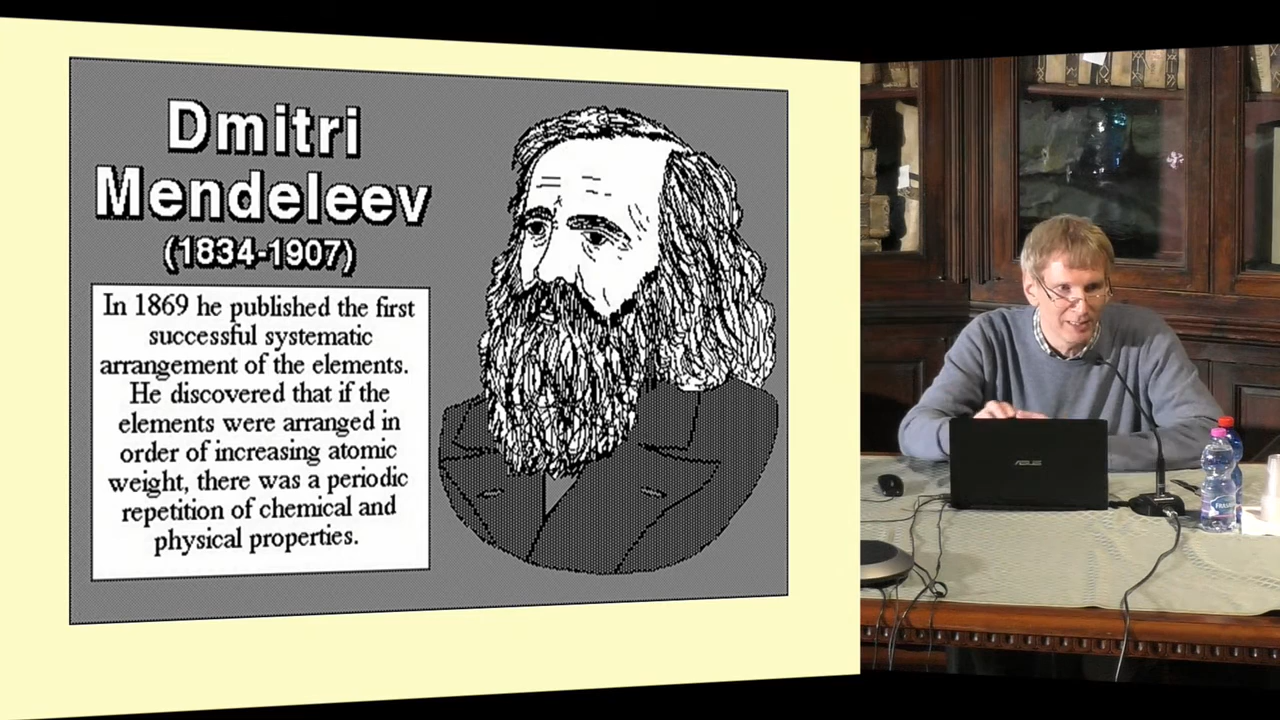 Dmitri
Mendeleev
(1834-1907)
In 1869 he published the first
successful systematic
arrangement of the elements.
He discovered that if the
elements were arranged in
order of increasing atomic
weight, there was a periodic
repetition of chemical and
physical properties.
ASUS